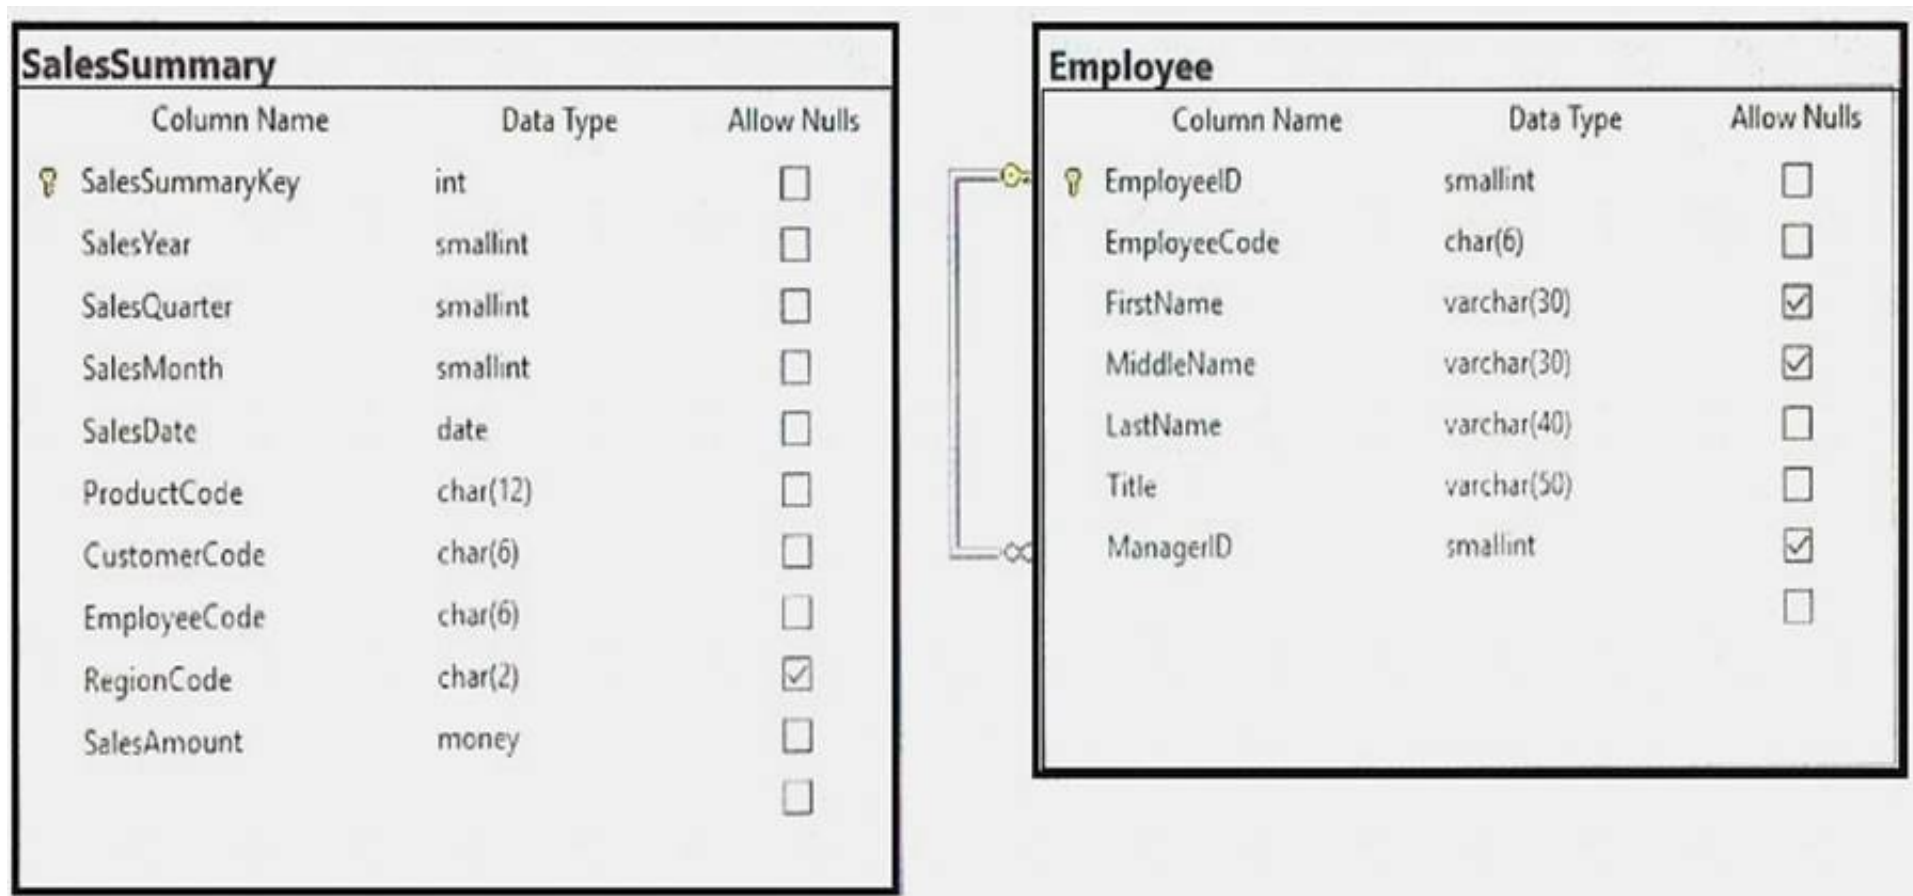 SalesSummary
Column Name Data Type Allow Nulls
SalesSummaryKey int
SalesYear smallint
SalesQuarter smallint
SalesMonth smallint
SalesDate date
ProductCode char(12)
CustomerCode char(6)
EmployeeCode char(6)
RegionCode char(2)
SalesAmount money
Employee
Column Name Data Type Allow Nulls
EmployeeID smallint
EmployeeCode char(6)
FirstName varchar(30)
MiddleName varchar(30)
LastName varchar(40)
Title varchar(50)
ManagerID smallint